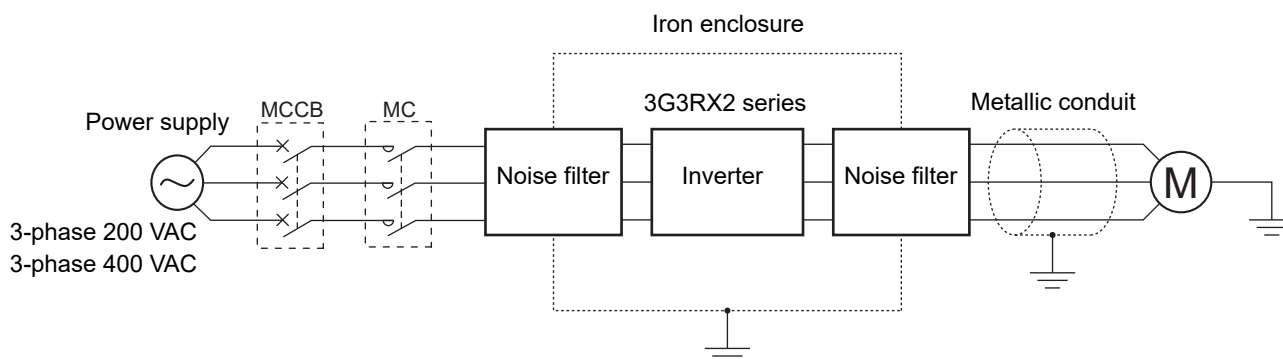 Iron enclosure
3G3RX2 series
Metallic conduit
MCCB
MC
Power supply
Noise filter
Inverter
Noise filter
M
3-phase 200 VAC
3-phase 400 VAC